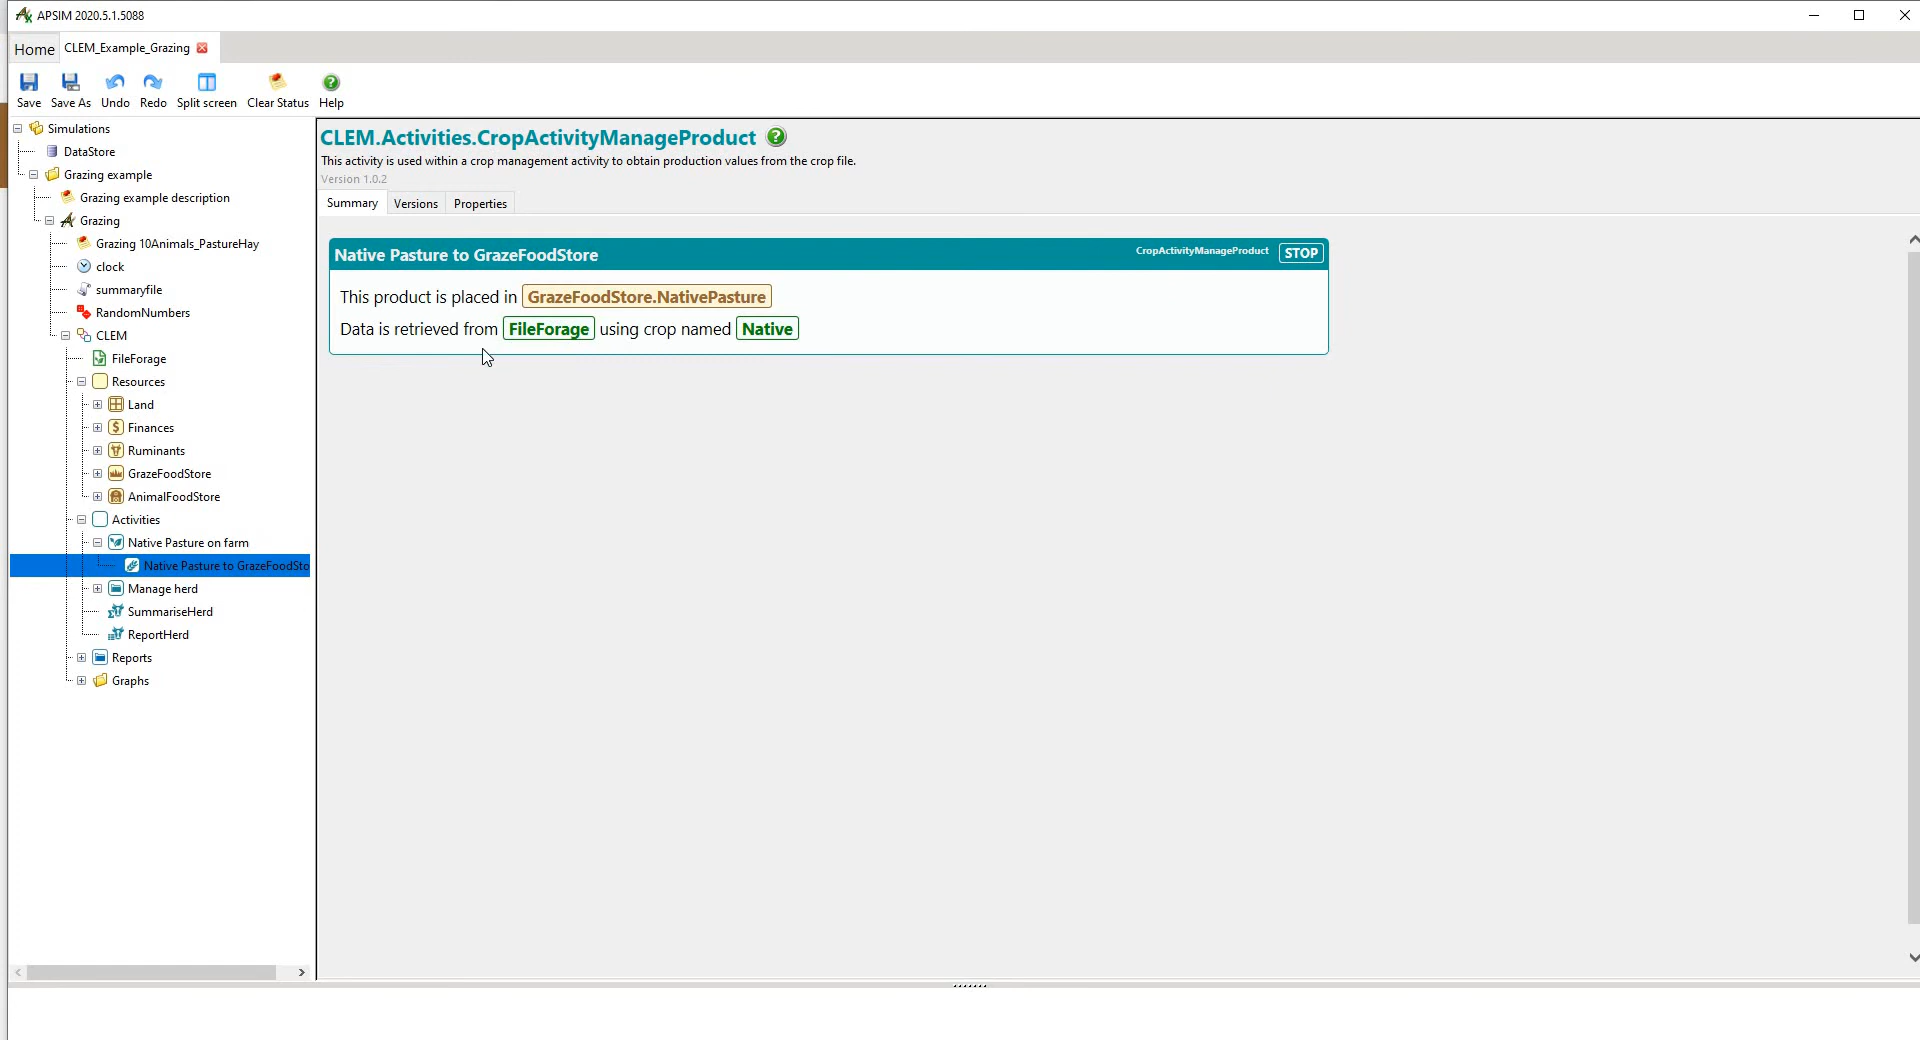 APSIM 2020.5.1.5088
Home
CLEM_Example_Grazing
Save
Save As
Undo
Redo
Split screen
Clear Status
Help
Simulations
DataStore
Grazing example
Grazing example description
Grazing
Grazing 10Animals_PastureHay
clock
summaryfile
RandomNumbers
CLEM
FileForage
Resources
Land
Finances
Ruminants
GrazeFoodStore
AnimalFoodStore
Activities
Native Pasture on farm
Native Pasture to GrazeFoodSto
Manage herd
SummariseHerd
ReportHerd
Reports
Graphs
CLEM.Activities.CropActivityManageProduct
This activity is used within a crop management activity to obtain production values from the crop file.
Version 1.0.2
Summary
Versions
Properties
Native Pasture to GrazeFoodStore
CropActivityManageProduct
STOP
This product is placed in GrazeFoodStore.NativePasture
Data is retrieved from FileForage using crop named Native